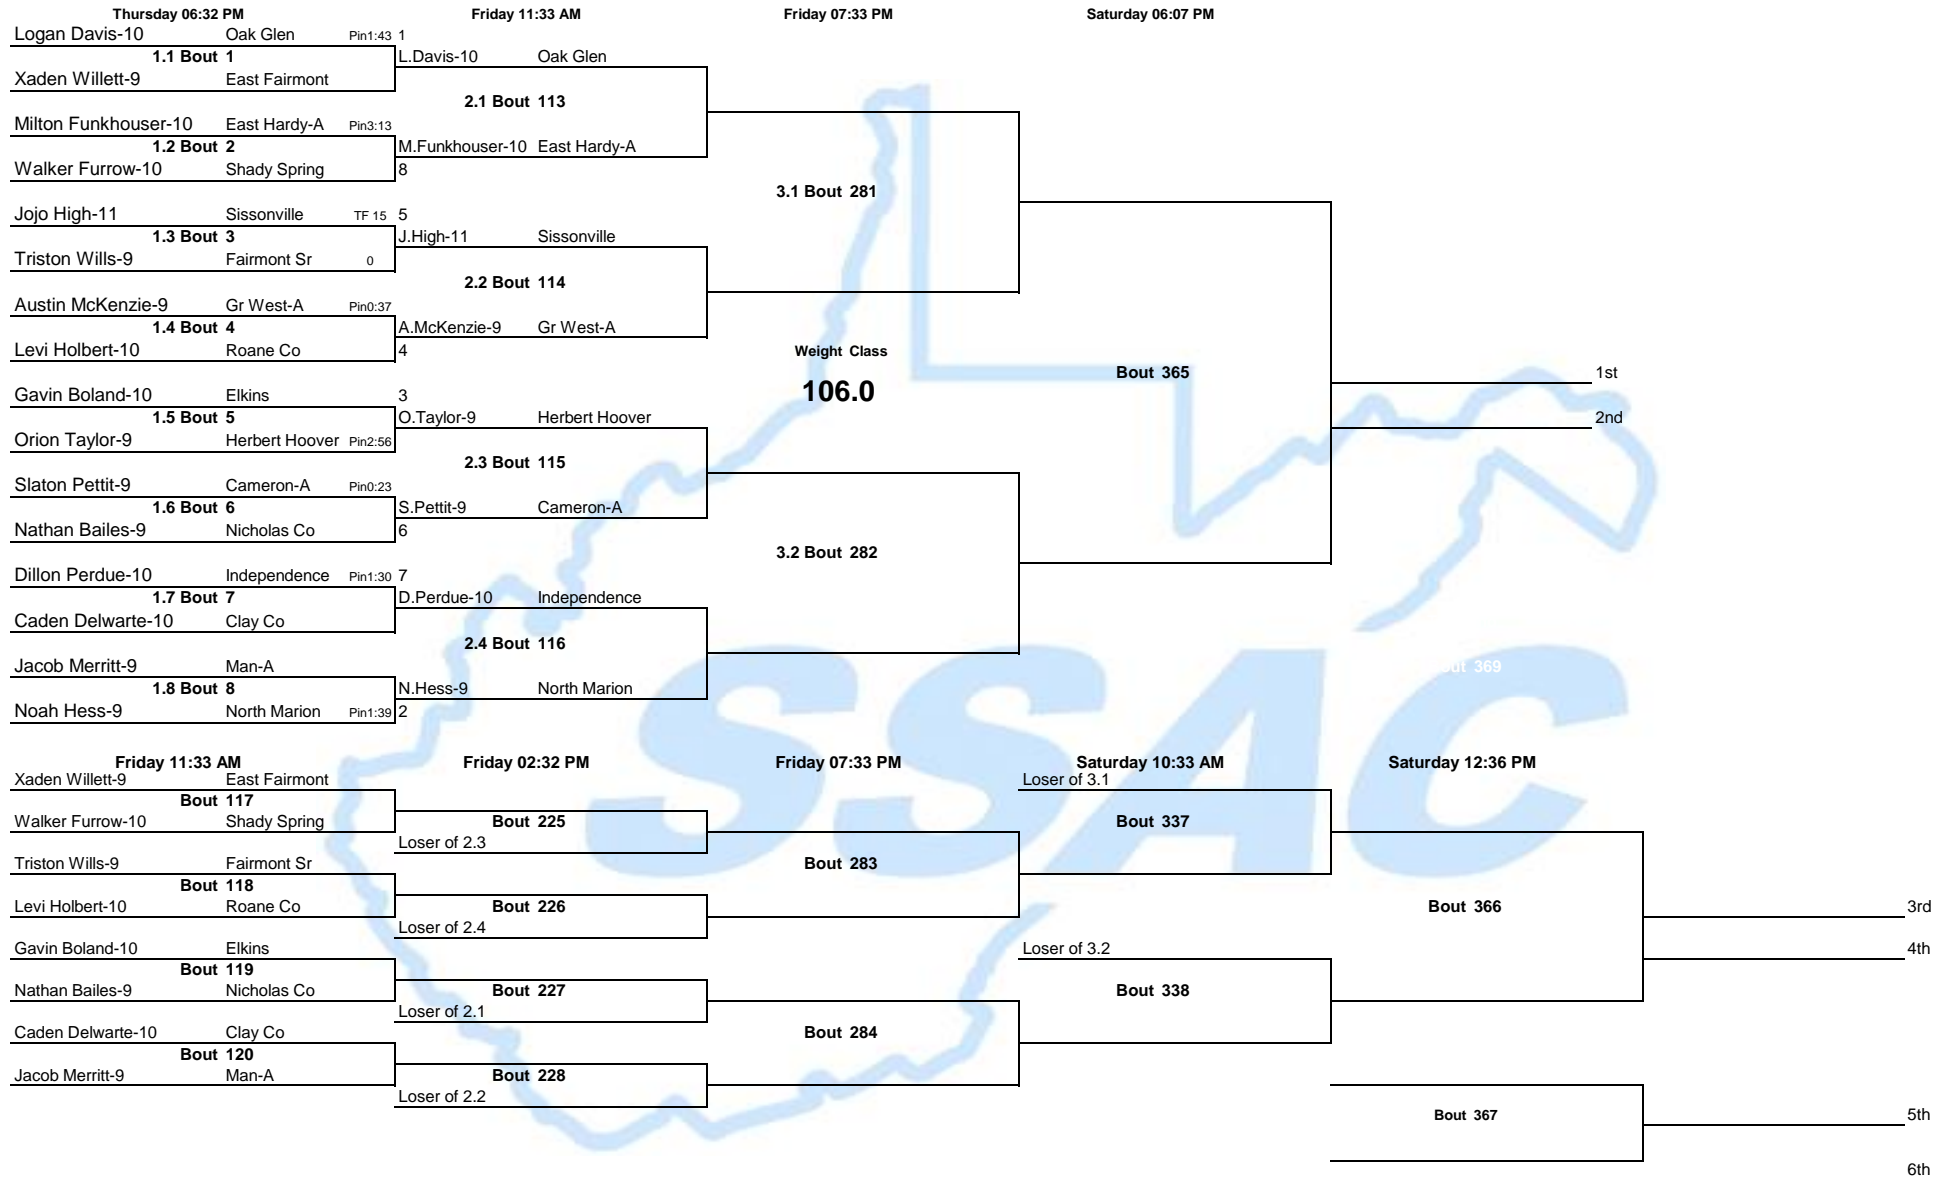 Thursday 06:32 PM Friday 11:33 AM Friday 07:33 PM Saturday 06:07 PM
Logan Davis-10 Oak Glen Pin1:43 1
1.1 Bout 1 L.Davis-10 Oak Glen
Xaden Willett-9 East Fairmont
2.1 Bout 113
Milton Funkhouser-10 East Hardy-A Pin3:13
1.2 Bout 2 M.Funkhouser-10 East Hardy-A
Walker Furrow-10 Shady Spring 8
3.1 Bout 281
Jojo High-11 Sissonville TF 15 5
1.3 Bout 3 J.High-11 Sissonville
Triston Wills-9 Fairmont Sr 0
2.2 Bout 114
Austin McKenzie-9 Gr West-A Pin0:37
1.4 Bout 4 A.McKenzie-9 Gr West-A
Levi Holbert-10 Roane Co 4 Weight Class
Bout 365 1st
Gavin Boland-10 Elkins 3 106.0
1.5 Bout 5 O.Taylor-9 Herbert Hoover 2nd
Orion Taylor-9 Herbert Hoover Pin2:56
2.3 Bout 115
Slaton Pettit-9 Cameron-A Pin0:23
1.6 Bout 6 S.Pettit-9 Cameron-A
Nathan Bailes-9 Nicholas Co 6
3.2 Bout 282
Dillon Perdue-10 Independence Pin1:30 7
1.7 Bout 7 D.Perdue-10 Independence
Caden Delwarte-10 Clay Co
2.4 Bout 116
Jacob Merritt-9 Man-A 369
1.8 Bout 8 N.Hess-9 North Marion
Noah Hess-9 North Marion Pin1:39 2
SSAC
Friday 11:33 AM Friday 02:32 PM Friday 07:33 PM Saturday 10:33 AM Saturday 12:36 PM
Xaden Willett-9 East Fairmont Loser of 3.1
Bout 117
Walker Furrow-10 Shady Spring Bout 225 Bout 337
Loser of 2.3
Triston Wills-9 Fairmont Sr Bout 283
Bout 118
Levi Holbert-10 Roane Co Bout 226 Bout 366 3rd
Loser of 2.4
Gavin Boland-10 Elkins Loser of 3.2 4th
Bout 119
Nathan Bailes-9 Nicholas Co Bout 227 Bout 338
Loser of 2.1
Caden Delwarte-10 Clay Co Bout 284
Bout 120
Jacob Merritt-9 Man-A Bout 228
Loser of 2.2
Bout 367 5th
6th